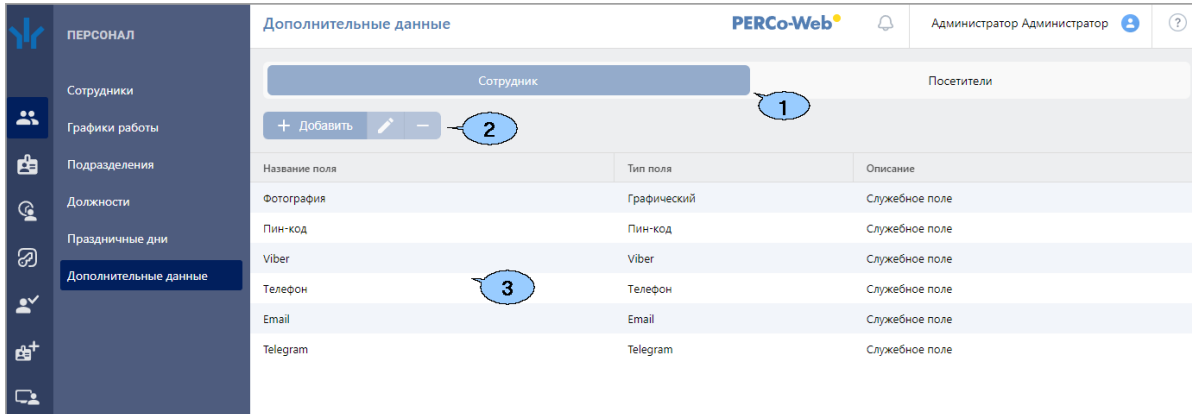 ПЕРСОНАЛ
Сотрудники
Графики работы
Подразделения
Должности
Праздничные дни
Дополнительные данные
Дополнительные данные
PERCo-Web
Администратор Администратор
?
Сотрудник
Посетители
1
+ Добавить
2
Название поля Тип поля Описание
Фотография Графический Служебное поле
Пин-код Пин-код Служебное поле
Viber Viber Служебное поле
3
Телефон Телефон Служебное поле
Email Email Служебное поле
Telegram Telegram Служебное поле